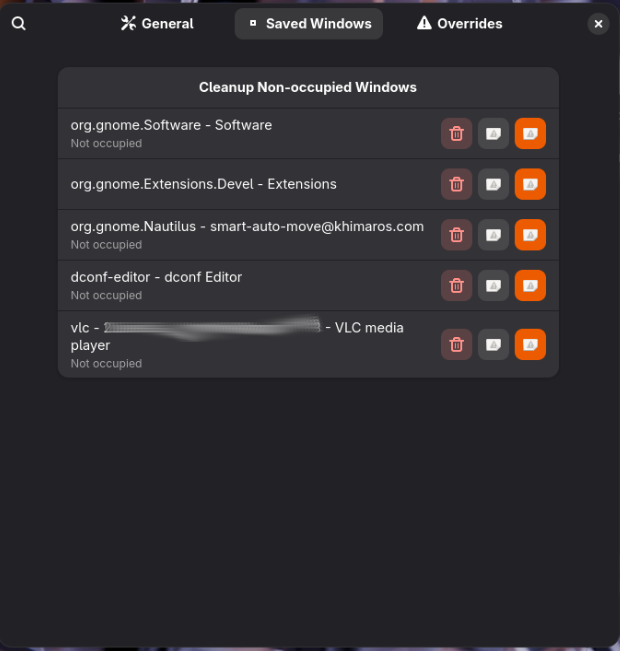 General
Saved Windows
Overrides
Cleanup Non-occupied Windows
org.gnome.Software - Software
Not occupied
org.gnome.Extensions.Devel - Extensions
org.gnome.Nautilus - smart-auto-move@khimaros.com
Not occupied
dconf-editor - dconf Editor
Not occupied
vlc - - VLC media
player
Not occupied